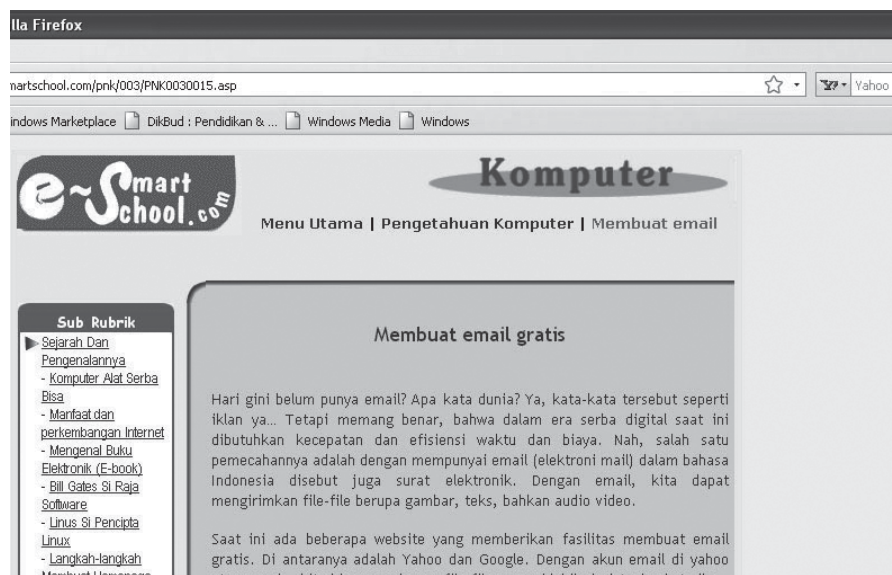 lla Firefox
martschool.com/pnk/003/PNK0030015.asp
Yahoo
indows Marketplace DikBud : Pendidikan & ... Windows Media Windows
e~Smart School.com
Komputer
Menu Utama | Pengetahuan Komputer | Membuat email
Sub Rubrik
Sejarah Dan
Pengenalannya
- Komputer Alat Serba
Bisa
- Manfaat dan
perkembangan Internet
- Mengenal Buku
Elektronik (E-book)
- Bill Gates Si Raja
Software
- Linus Si Pencipta
Linux
- Langkah-langkah
Membuat Homepage
Membuat email gratis
Hari gini belum punya email? Apa kata dunia? Ya, kata-kata tersebut seperti
iklan ya... Tetapi memang benar, bahwa dalam era serba digital saat ini
dibutuhkan kecepatan dan efisiensi waktu dan biaya. Nah, salah satu
pemecahannya adalah dengan mempunyai email (elektroni mail) dalam bahasa
Indonesia disebut juga surat elektronik. Dengan email, kita dapat
mengirimkan file-file berupa gambar, teks, bahkan audio video.
Saat ini ada beberapa website yang memberikan fasilitas membuat email
gratis. Di antaranya adalah Yahoo dan Google. Dengan akun email di yahoo